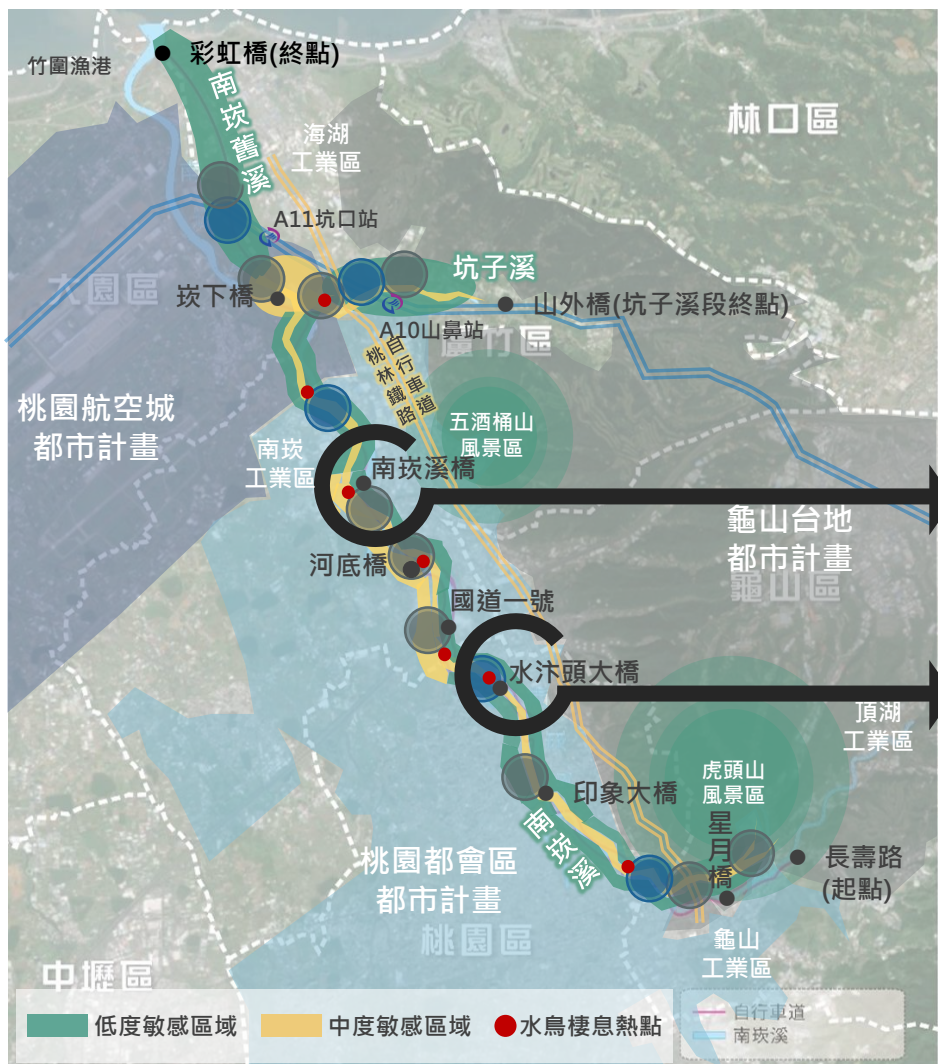 彩虹橋(終點)
竹圍漁港
南崁舊溪
林口區
海湖
工業區
A11坑口站
坑子溪
大園區
崁下橋
山外橋(坑子溪段終點)
A10山鼻站
蘆竹區
桃林鐵路
自行車道
桃園航空城
都市計畫
五酒桶山
風景區
南崁
工業區
南崁溪橋
龜山台地
都市計畫
河底橋
龜山區
國道一號
水汴頭大橋
頂湖
工業區
虎頭山
風景區
印象大橋
星月橋
南崁溪
桃園都會區
都市計畫
長壽路
(起點)
桃園區
龜山
工業區
中壢區
低度敏感區域
中度敏感區域
水鳥棲息熱點
自行車道
南崁溪